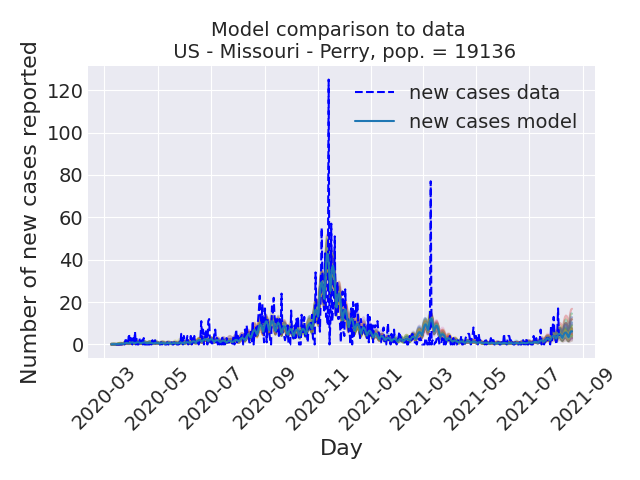 Model comparison to data
US - Missouri - Perry, pop. = 19136
Number of new cases reported
120
100
80
60
40
20
0
new cases data
new cases model
2020-03
2020-05
2020-07
2020-09
2020-11
2021-01
2021-03
2021-05
2021-07
2021-09
Day